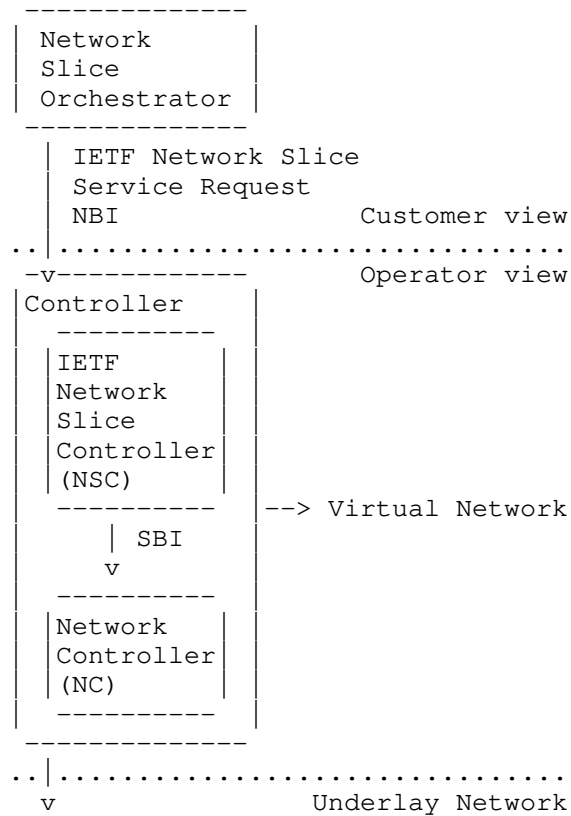 Network
Slice
Orchestrator
IETF Network Slice
Service Request
NBI Customer view
v Operator view
Controller
IETF
Network
Slice
Controller
(NSC)
--> Virtual Network
SBI
v
Network
Controller
(NC)
v Underlay Network